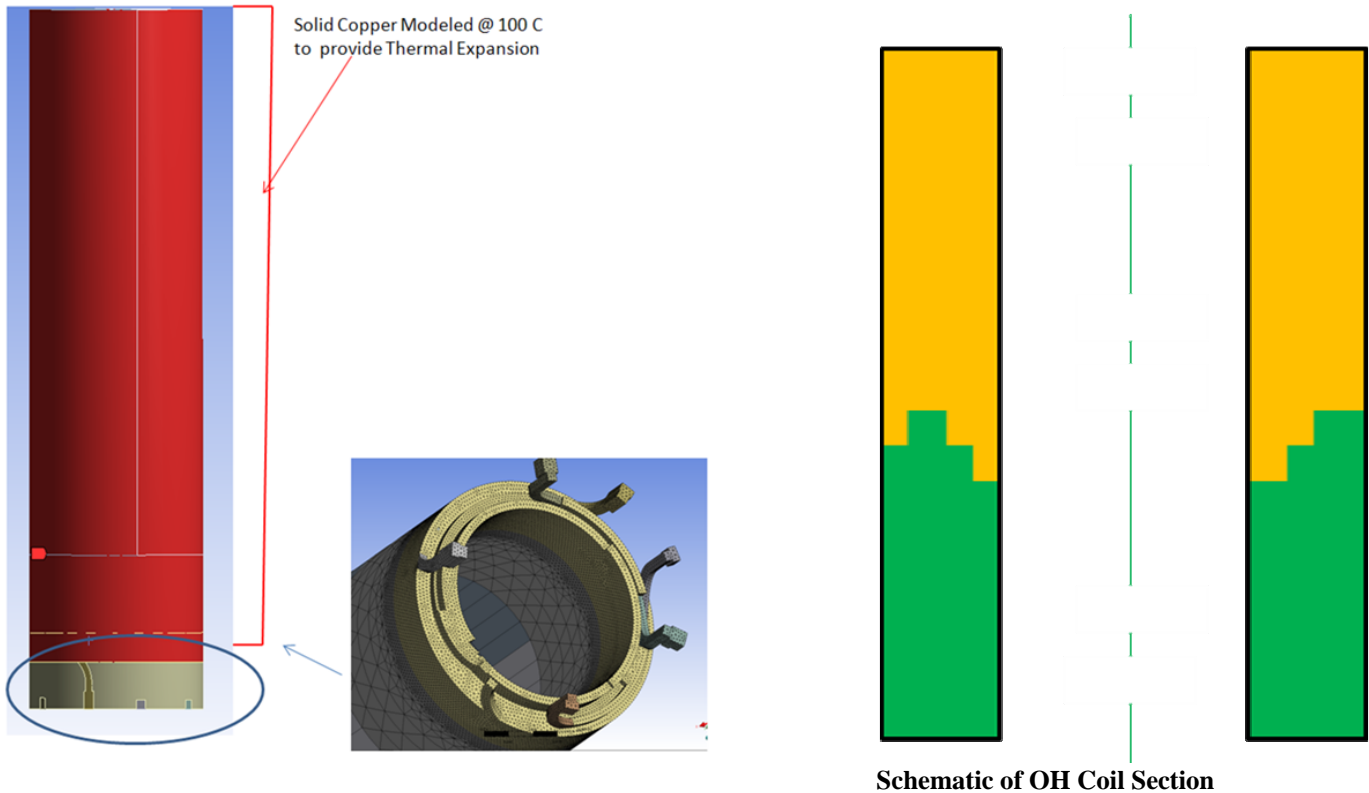 Solid Copper Modeled @ 100 C
to  provide Thermal Expansion
Schematic of OH Coil Section